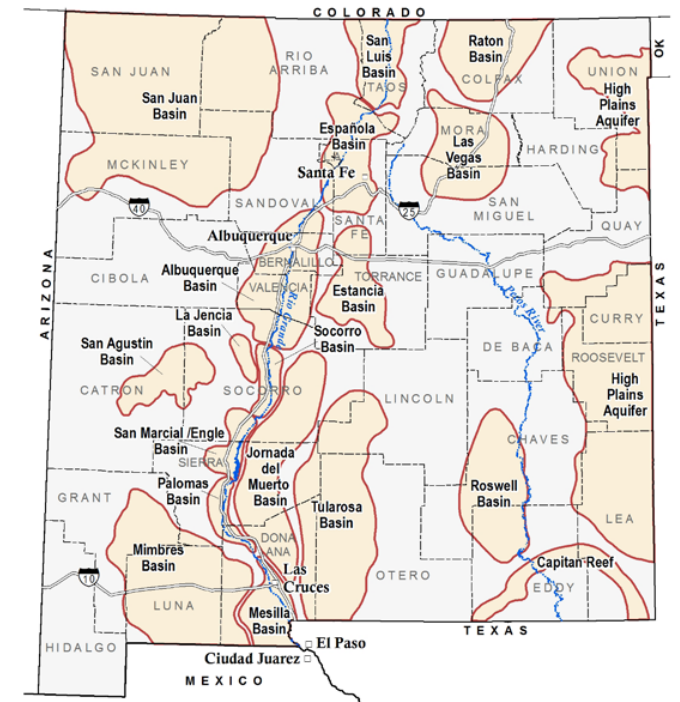 COLORADO
OK
SAN JUAN
San Juan
Basin
RIO
ARRIBA
San
Luis
Basin
TAOS
Raton
Basin
COLFAX
UNION
High
Plains
Aquifer
MCKINLEY
Española
Basin
Santa Fe
MORA
Las
Vegas
Basin
HARDING
40
SANDOVAL
SANTA
FE
25
SAN
MIGUEL
QUAY
ARIZONA
Albuquerque
BERNALILLO
CIBOLA
Albuquerque
Basin
VALENCIA
Rio Grande
TORRANCE
Estancia
Basin
GUADALUPE
Pecos River
TEXAS
La Jencia
Basin
Socorro
Basin
CURRY
San Agustin
Basin
DE BACA
ROOSEVELT
High
Plains
Aquifer
CATRON
SOCORRO
LINCOLN
San Marcial /Engle
Basin
SIERRA
CHAVES
Jornada
del
Muerto
Basin
Palomas
Basin
GRANT
Tularosa
Basin
Roswell
Basin
LEA
Mimbres
Basin
DONA
ANA
Las
Cruces
OTERO
Capitan Reef
EDDY
10
LUNA
Mesilla
Basin
HIDALGO
TEXAS
El Paso
Ciudad Juarez
MEXICO